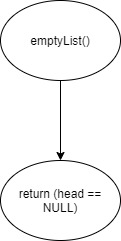 emptyList()
return (head ==
NULL)